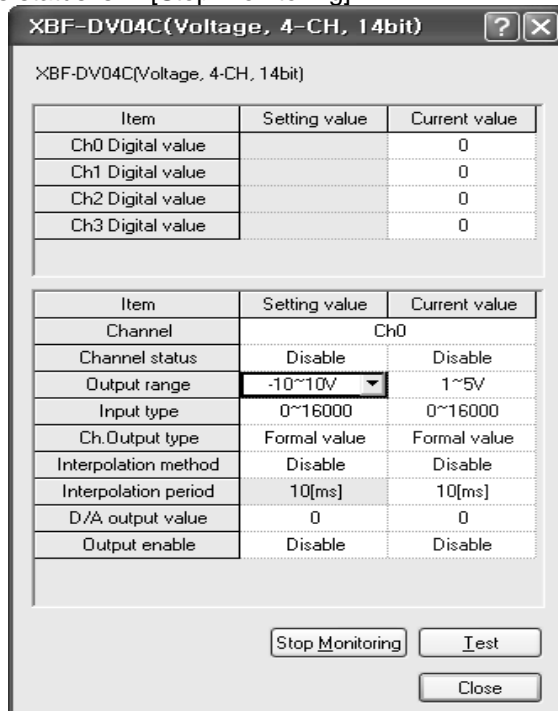 [Stop Monitoring]
XBF-DV04C(Voltage, 4-CH, 14bit)
XBF-DV04C(Voltage, 4-CH, 14bit)
Item Setting value Current value
Ch0 Digital value 0
Ch1 Digital value 0
Ch2 Digital value 0
Ch3 Digital value 0
Item Setting value Current value
Channel Ch0
Channel status Disable Disable
Output range -10~10V 1~5V
Input type 0~16000 0~16000
Ch.Output type Formal value Formal value
Interpolation method Disable Disable
Interpolation period 10[ms] 10[ms]
D/A output value 0 0
Output enable Disable Disable
Stop Monitoring Test
Close